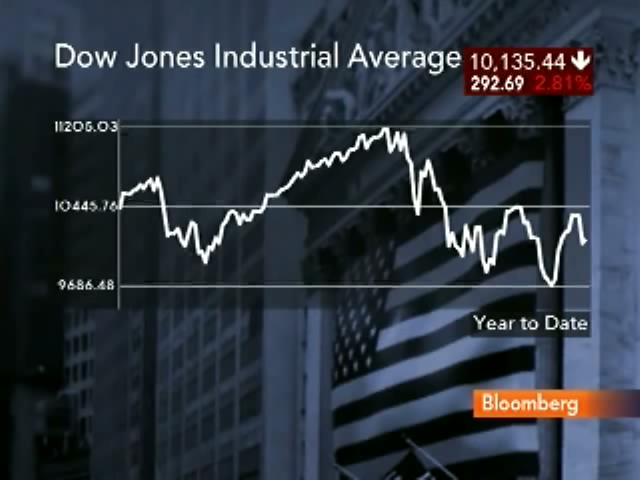 Dow Jones Industrial Average
10,135.44
292.69 2.81%
11205.03
10445.76
9686.48
Year to Date
Bloomberg